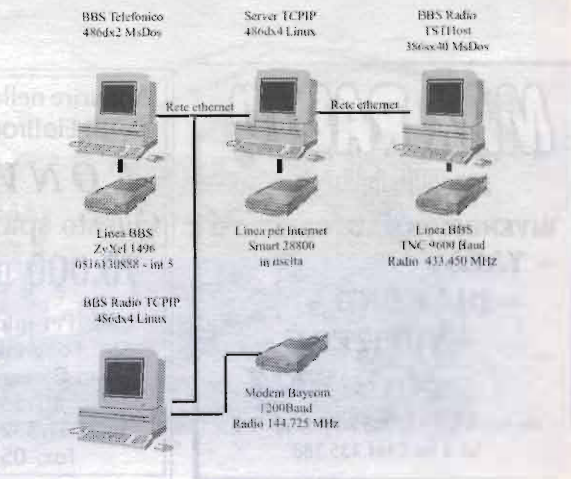 BBS Telefonico
486dx2 MsDos
Server TCPIP
486dx4 Linux
BBS Radio
TSTHost
386sx40 MsDos
Rete ethernet
Rete ethernet
Linea BBS
ZyXel 1496
0516130888 - int 5
Linea per Internet
Smart 28800
in uscita
Linea BBS
TNC 9600 Baud
Radio 433.450 MHz
BBS Radio TCPIP
486dx4 Linux
Modem Baycom
1200Baud
Radio 144.725 MHz